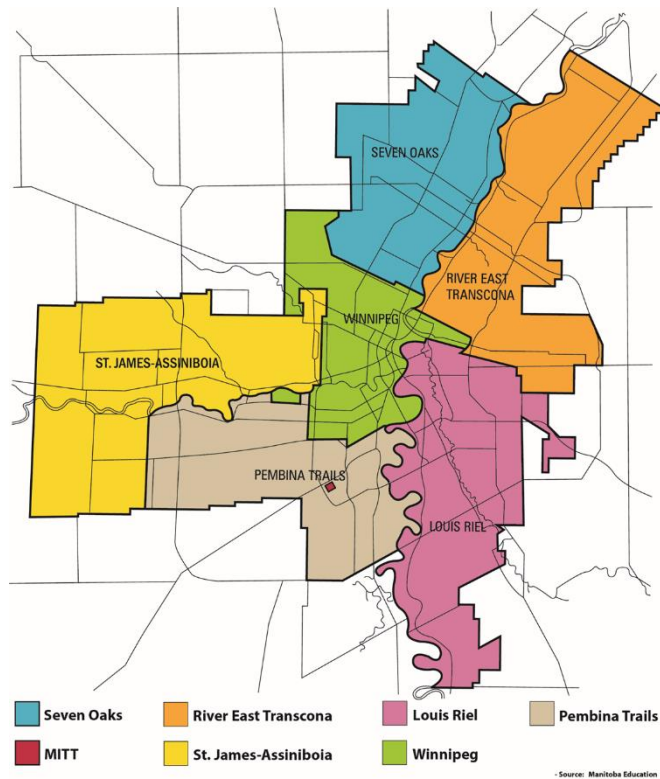 SEVEN OAKS
RIVER EAST
TRANSCONA
WINNIPEG
ST. JAMES-ASSINIBOIA
PEMBINA TRAILS
LOUIS RIEL
Seven Oaks
River East Transcona
Louis Riel
Pembina Trails
MITT
St. James-Assiniboia
Winnipeg
- Source: Manitoba Education